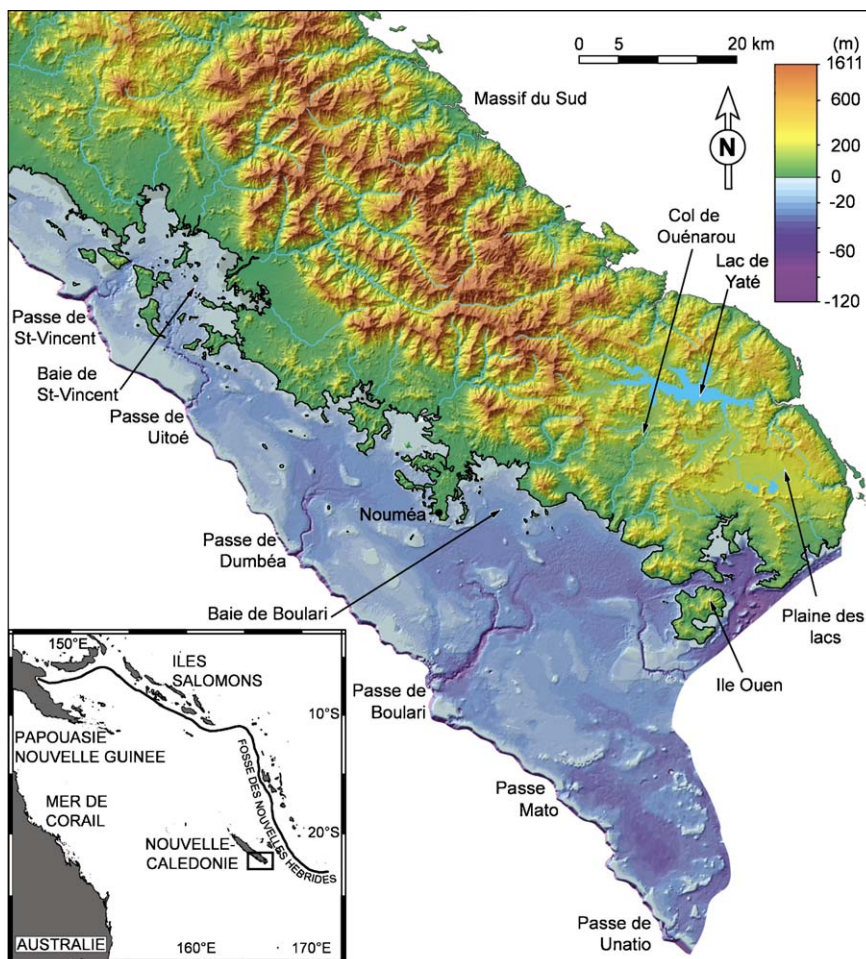 0 5 20 km
(m)
1611
600
200
0
-20
-60
-120
N
Massif du Sud
Col de
Ouénarou
Lac de
Yaté
Passe de
St-Vincent
Baie de
St-Vincent
Passe de
Uitoé
Nouméa
Passe de
Dumbéa
Baie de Boulari
Plaine des
lacs
Ile Ouen
Passe de
Boulari
Passe
Mato
Passe de
Unatio
150°E
ILES
SALOMONS
10°S
PAPOUASIE
NOUVELLE GUINEE
FOSSE DES NOUVELLES HEBRIDES
MER DE
CORAIL
20°S
NOUVELLE-
CALEDONIE
AUSTRALIE
160°E
170°E